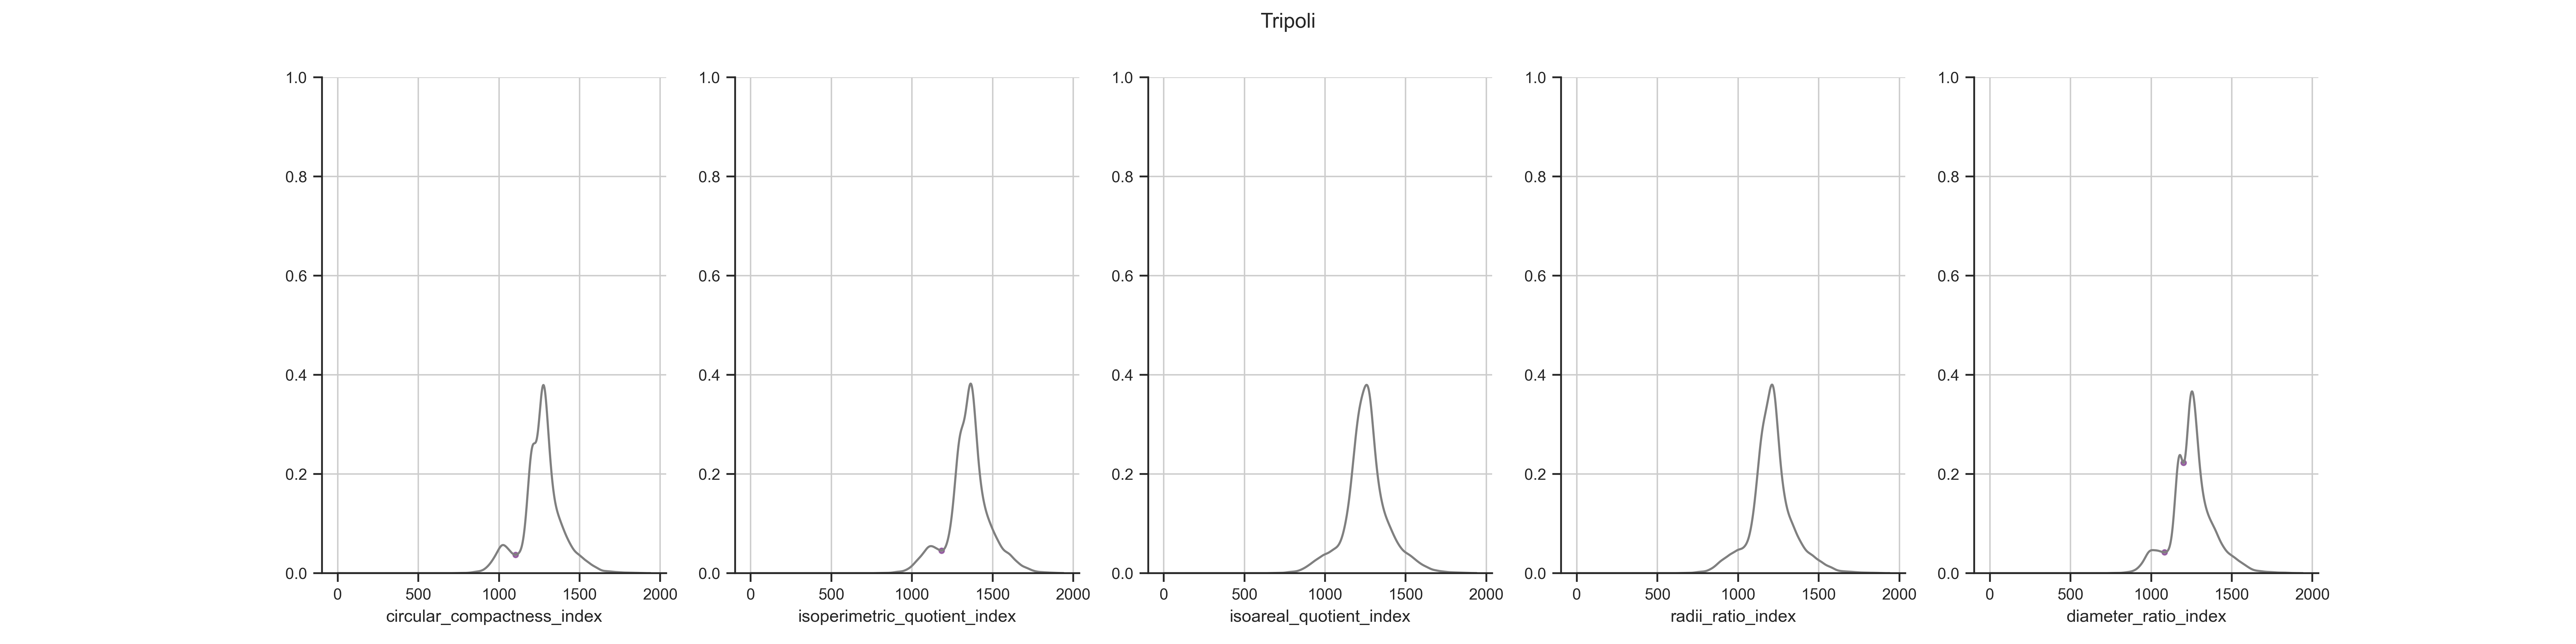 Tripoli
1.0 1.0 1.0 1.0 1.0
0.8 0.8 0.8 0.8 0.8
0.6 0.6 0.6 0.6 0.6
0.4 0.4 0.4 0.4 0.4
0.2 0.2 0.2 0.2 0.2
0.0 0.0 0.0 0.0 0.0
0 500 1000 1500 2000 0 500 1000 1500 2000 0 500 1000 1500 2000 0 500 1000 1500 2000 0 500 1000 1500 2000
circular_compactness_index isoperimetric_quotient_index isoareal_quotient_index radii_ratio_index diameter_ratio_index